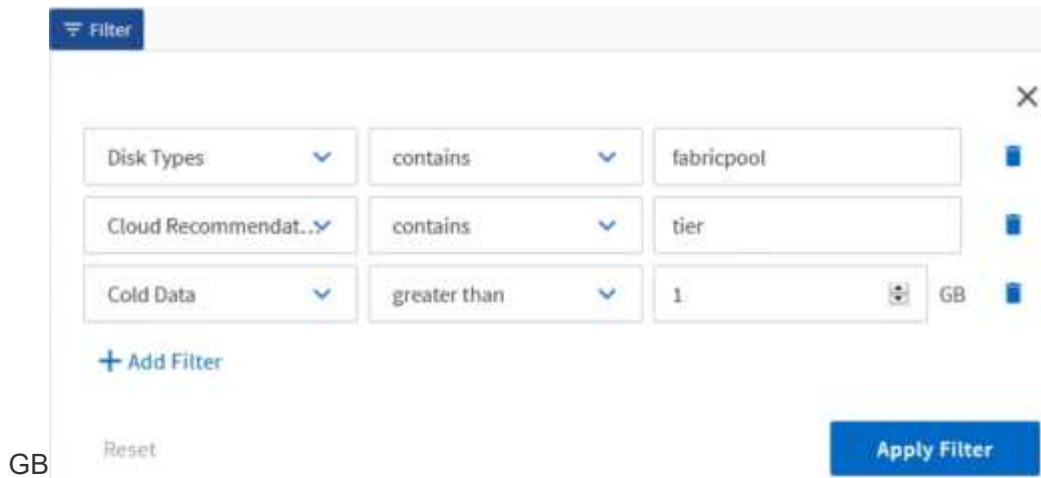 Filter
Disk Types contains fabricpool
Cloud Recommendat... contains tier
Cold Data greater than 1 GB
+ Add Filter
Reset Apply Filter
GB